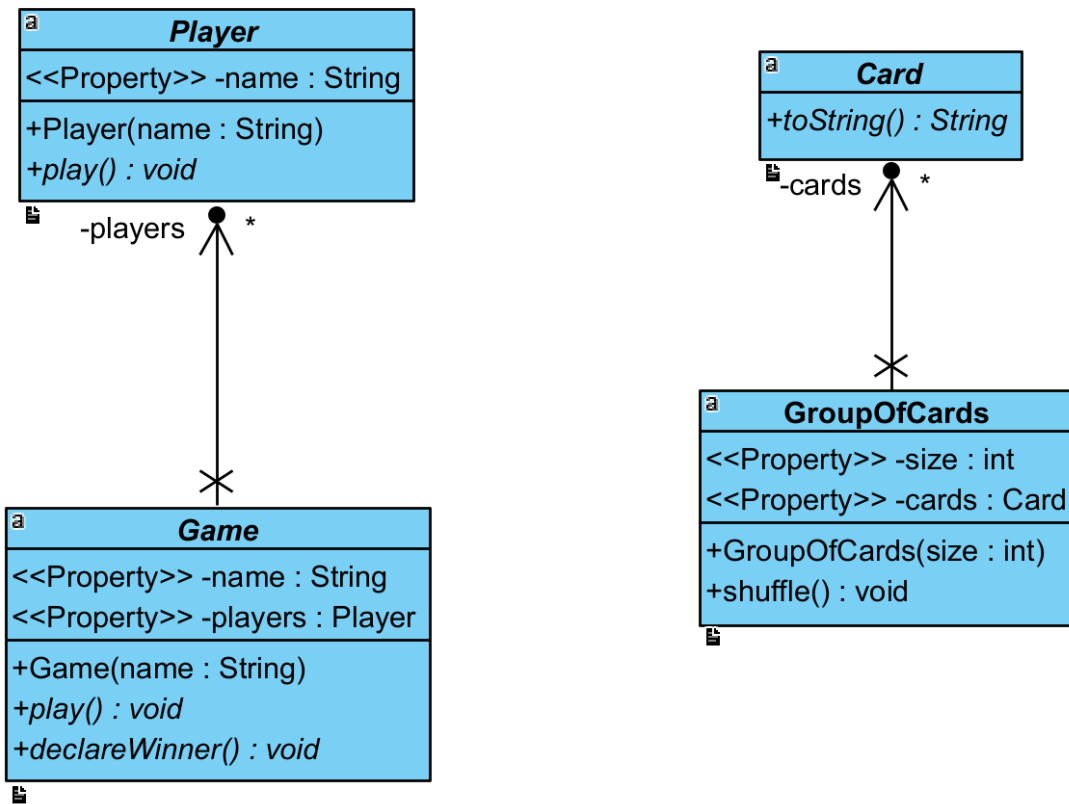 Player
<<Property>> -name : String
+Player(name : String)
+play() : void
-players *
Game
<<Property>> -name : String
<<Property>> -players : Player
+Game(name : String)
+play() : void
+declareWinner() : void
Card
+toString() : String
-cards *
GroupOfCards
<<Property>> -size : int
<<Property>> -cards : Card
+GroupOfCards(size : int)
+shuffle() : void